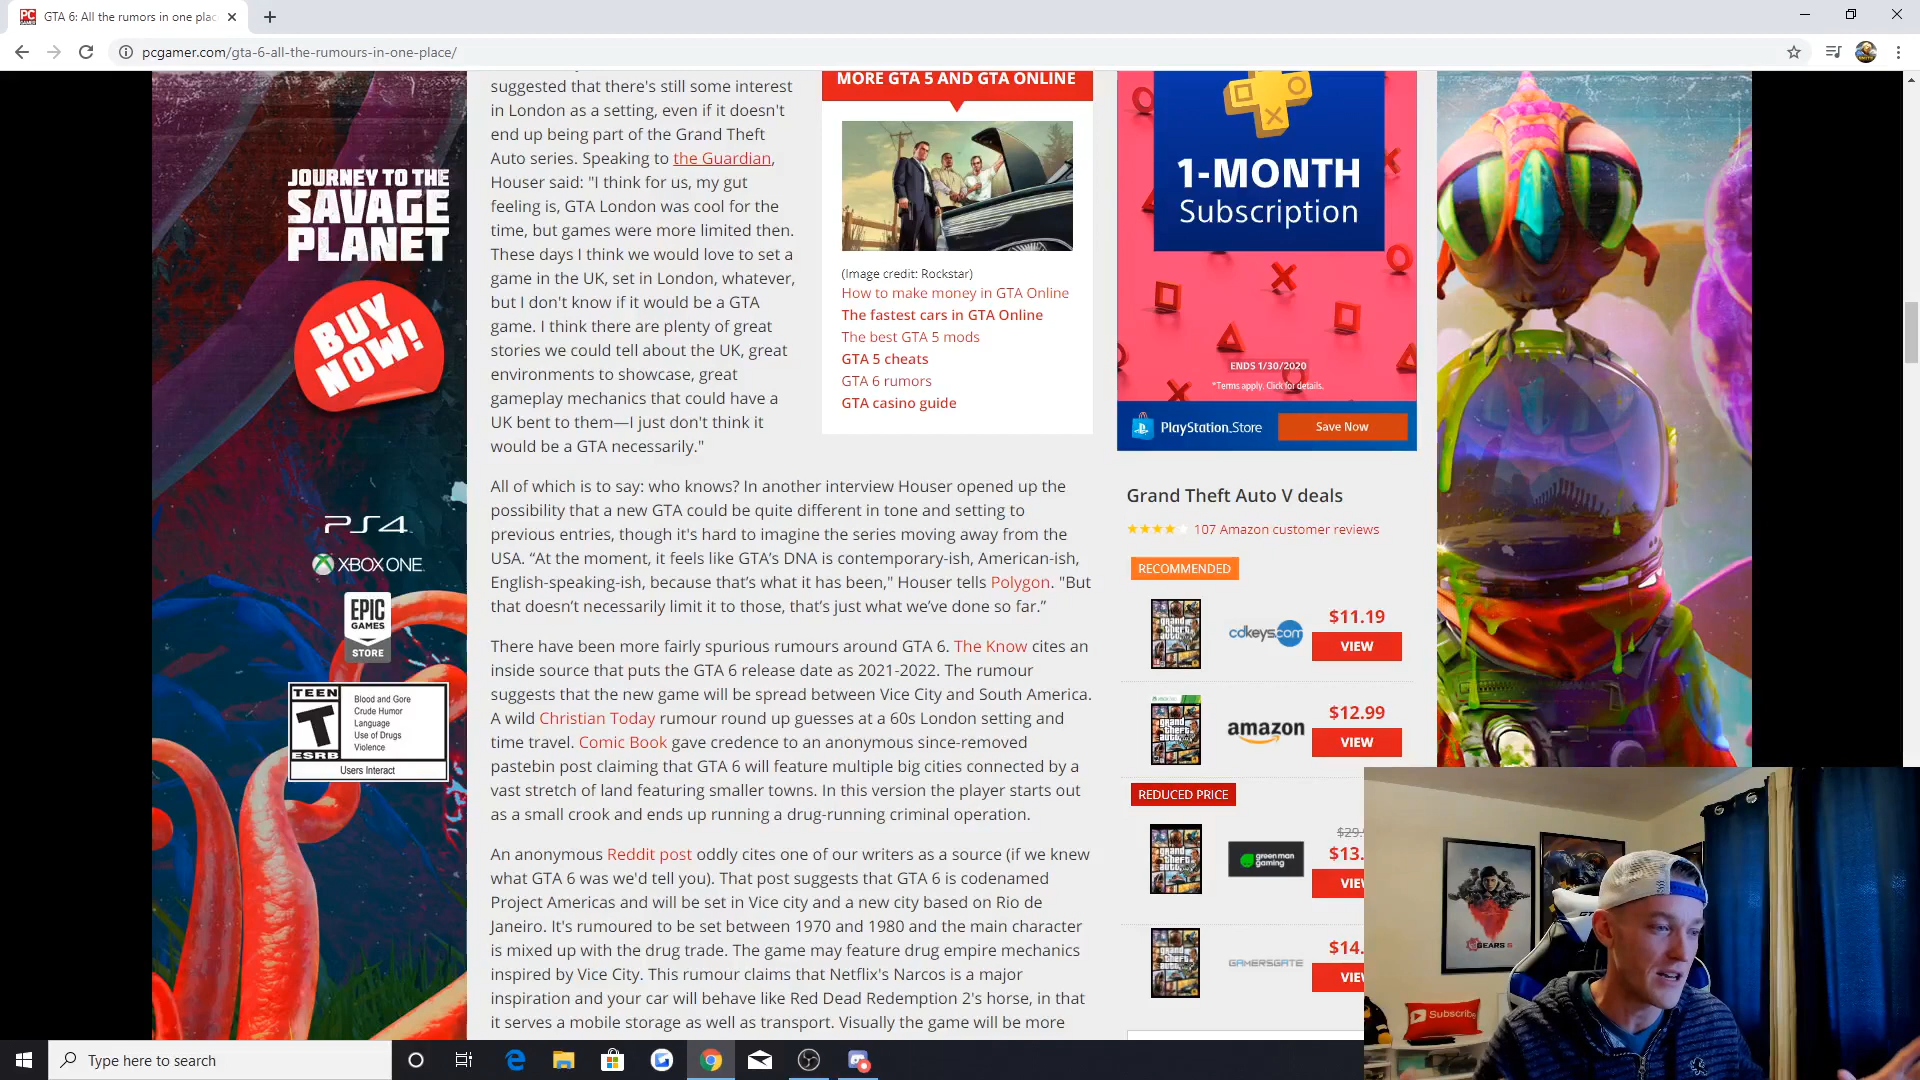 GTA 6: All the rumors in one plac
pcgamer.com/gta-6-all-the-rumours-in-one-place/
JOURNEY TO THE
SAVAGE
PLANET
BUY
NOW!
PS4
XBOX ONE
EPIC
GAMES
STORE
TEEN
T
ESRB
Blood and Gore
Crude Humor
Language
Use of Drugs
Violence
Users Interact
suggested that there's still some interest
in London as a setting, even if it doesn't
end up being part of the Grand Theft
Auto series. Speaking to the Guardian,
Houser said: "I think for us, my gut
feeling is, GTA London was cool for the
time, but games were more limited then.
These days I think we would love to set a
game in the UK, set in London, whatever,
but I don't know if it would be a GTA
game. I think there are plenty of great
stories we could tell about the UK, great
environments to showcase, great
gameplay mechanics that could have a
UK bent to them—I just don't think it
would be a GTA necessarily."
MORE GTA 5 AND GTA ONLINE
(Image credit: Rockstar)
How to make money in GTA Online
The fastest cars in GTA Online
The best GTA 5 mods
GTA 5 cheats
GTA 6 rumors
GTA casino guide
All of which is to say: who knows? In another interview Houser opened up the
possibility that a new GTA could be quite different in tone and setting to
previous entries, though it's hard to imagine the series moving away from the
USA. “At the moment, it feels like GTA’s DNA is contemporary-ish, American-ish,
English-speaking-ish, because that’s what it has been," Houser tells Polygon. "But
that doesn’t necessarily limit it to those, that’s just what we’ve done so far.”
There have been more fairly spurious rumours around GTA 6. The Know cites an
inside source that puts the GTA 6 release date as 2021-2022. The rumour
suggests that the new game will be spread between Vice City and South America.
A wild Christian Today rumour round up guesses at a 60s London setting and
time travel. Comic Book gave credence to an anonymous since-removed
pastebin post claiming that GTA 6 will feature multiple big cities connected by a
vast stretch of land featuring smaller towns. In this version the player starts out
as a small crook and ends up running a drug-running criminal operation.
An anonymous Reddit post oddly cites one of our writers as a source (if we knew
what GTA 6 was we'd tell you). That post suggests that GTA 6 is codenamed
Project Americas and will be set in Vice city and a new city based on Rio de
Janeiro. It's rumoured to be set between 1970 and 1980 and the main character
is mixed up with the drug trade. The game may feature drug empire mechanics
inspired by Vice City. This rumour claims that Netflix's Narcos is a major
inspiration and your car will behave like Red Dead Redemption 2's horse, in that
it serves a mobile storage as well as transport. Visually the game will be more
1-MONTH
Subscription
ENDS 1/30/2020
*Terms apply. Click for details.
PlayStation.Store
Save Now
Grand Theft Auto V deals
107 Amazon customer reviews
RECOMMENDED
cdkeys.com
$11.19
VIEW
amazon
$12.99
VIEW
REDUCED PRICE
$29.
green man
gaming
$13.
VIEW
GAMERSGATE
$14.
VIEW
GEARS 5
Subscribe
Type here to search